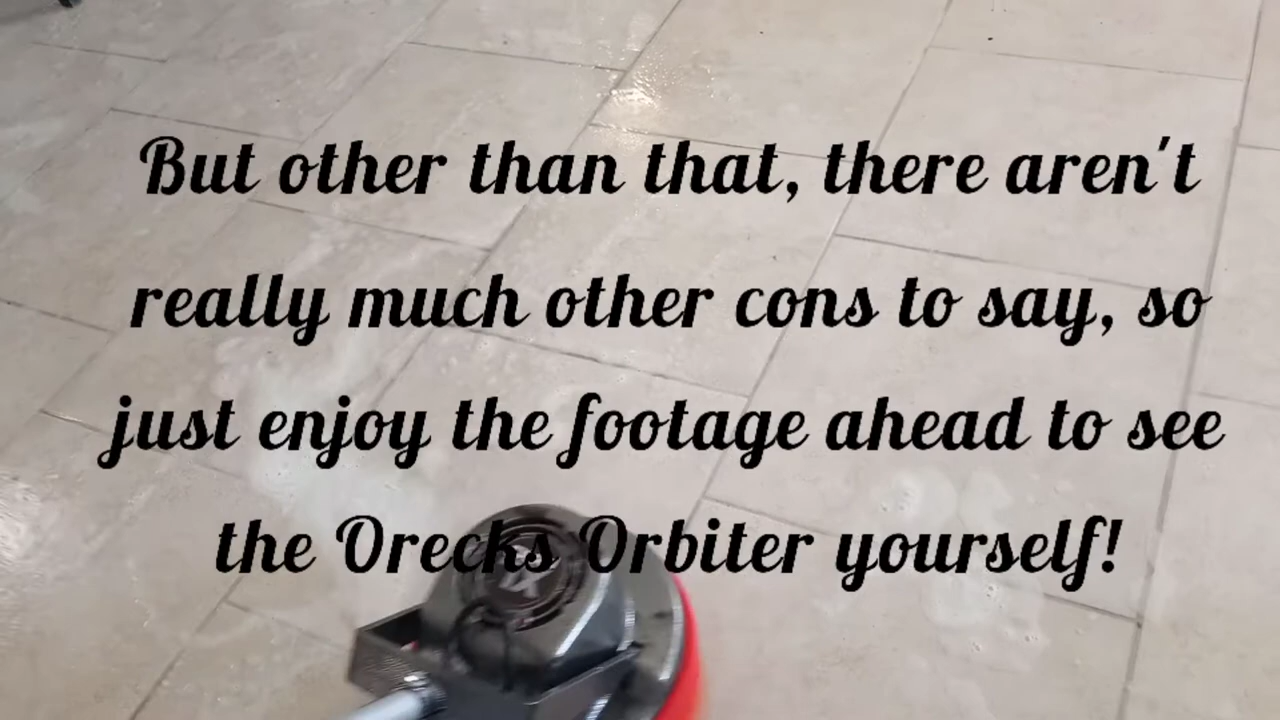 But other than that, there aren't
really much other cons to say, so
just enjoy the footage ahead to see
the Orecks Orbiter yourself!